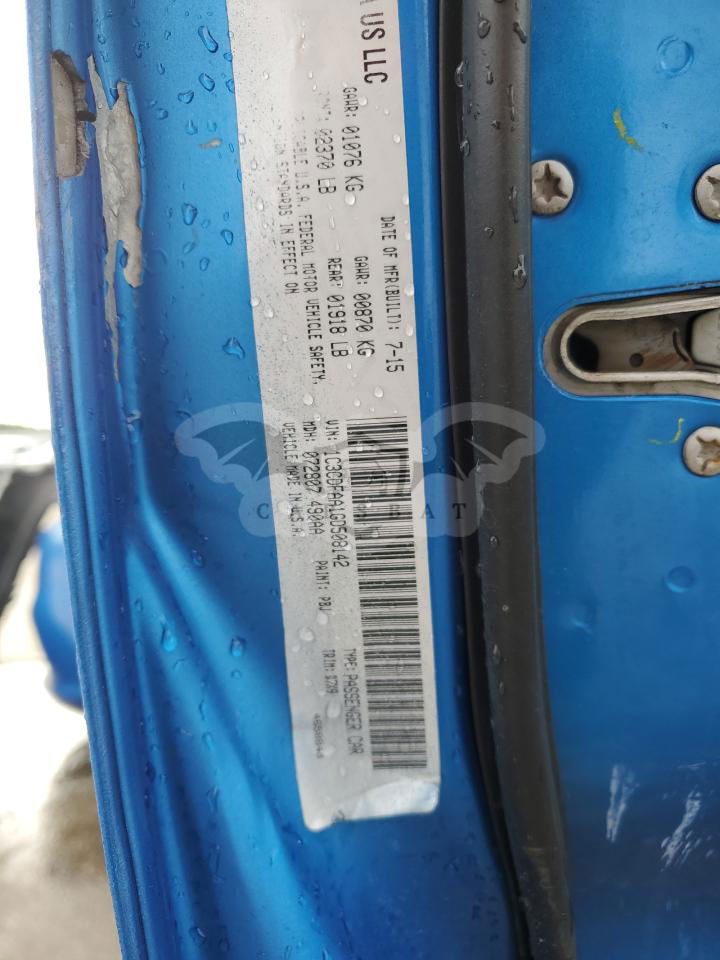 US LLC
DATE OF MFR(BUILT): 7-15
GAWR: 01076 KG GAWR: 00870 KG
02370 LB REAR: 01918 LB
U.S.A. FEDERAL MOTOR VEHICLE SAFETY,
STANDARDS IN EFFECT ON
VIN: 1C3CDFAA1GD508142 TYPE: PASSENGER CAR
MDH: 072807 490AA PAINT: PBJ TRIM:
VEHICLE MADE IN U.S.A.